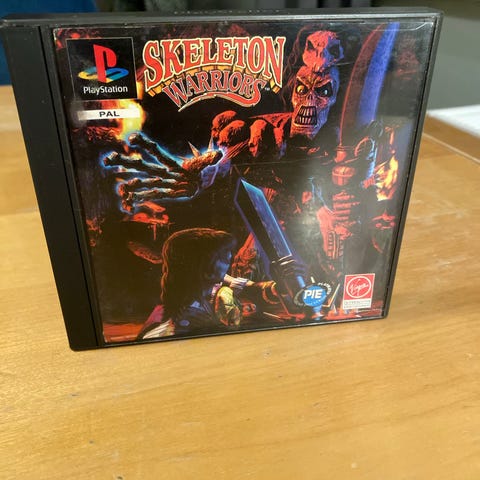 PlayStation
PAL
SKELETON
WARRIORS
PIE
Virgin